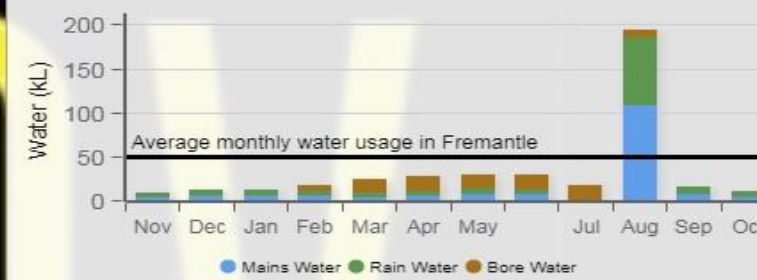 200
150
100
50
0
Water (kL)
Average monthly water usage in Fremantle
Nov Dec Jan Feb Mar Apr May Jul Aug Sep Oc
Mains Water Rain Water Bore Water